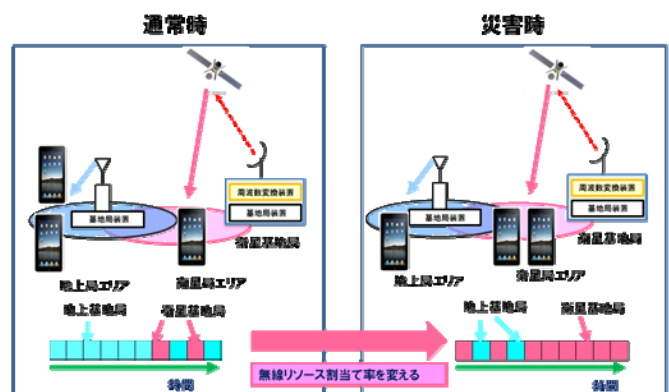 通常時
災害時
周波数変換装置
基地局装置
基地局装置
衛星基地局
地上局エリア
衛星局エリア
地上基地局
衛星基地局
時間
周波数変換装置
基地局装置
基地局装置
衛星基地局
地上局エリア
衛星局エリア
地上基地局
衛星基地局
時間
無線リソース割当て率を変える